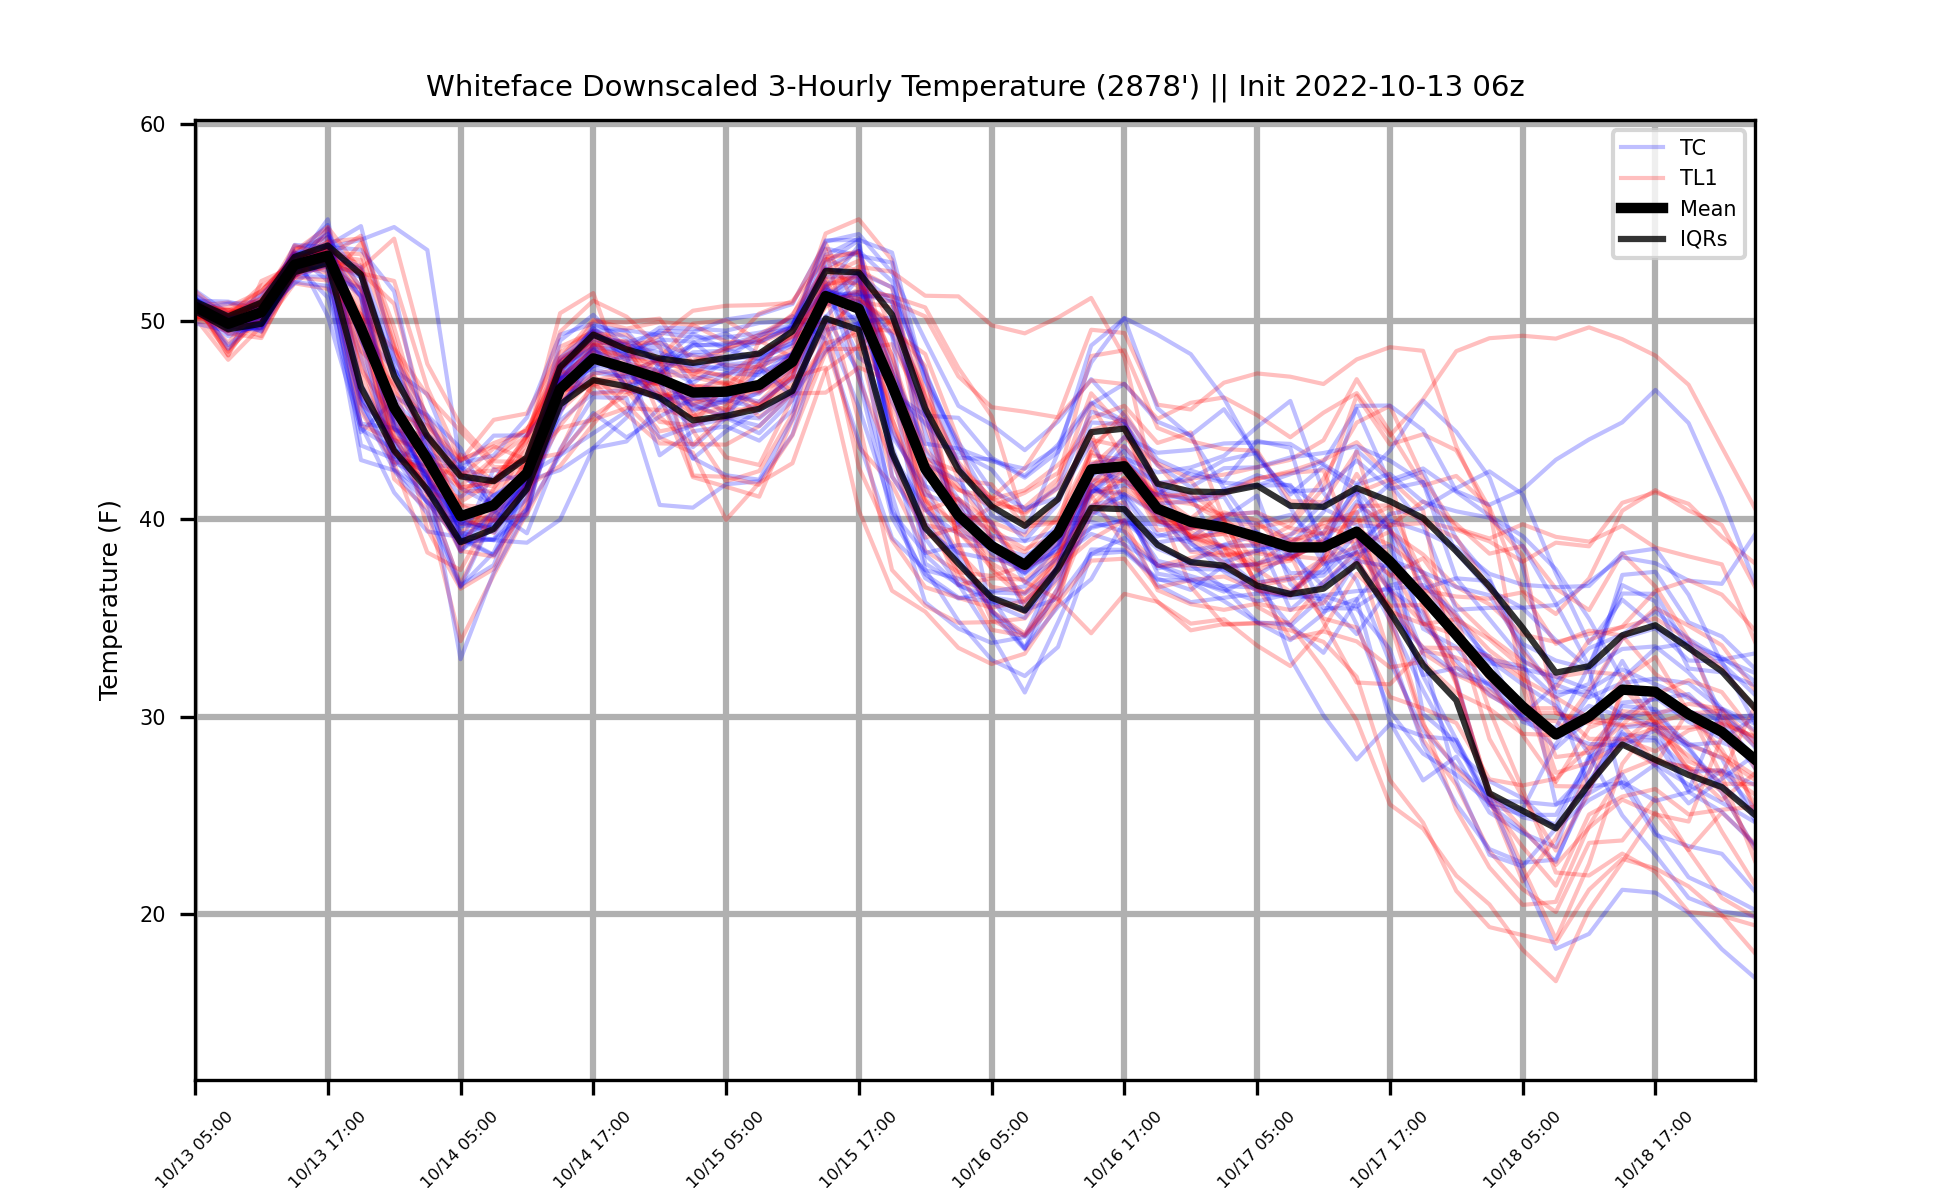 Whiteface Downscaled 3-Hourly Temperature (2878') || Init 2022-10-13 06z
TC
TL1
Mean
IQRs
Temperature (F)
60
50
40
30
20
10/13 05:00
10/13 17:00
10/14 05:00
10/14 17:00
10/15 05:00
10/15 17:00
10/16 05:00
10/16 17:00
10/17 05:00
10/17 17:00
10/18 05:00
10/18 17:00